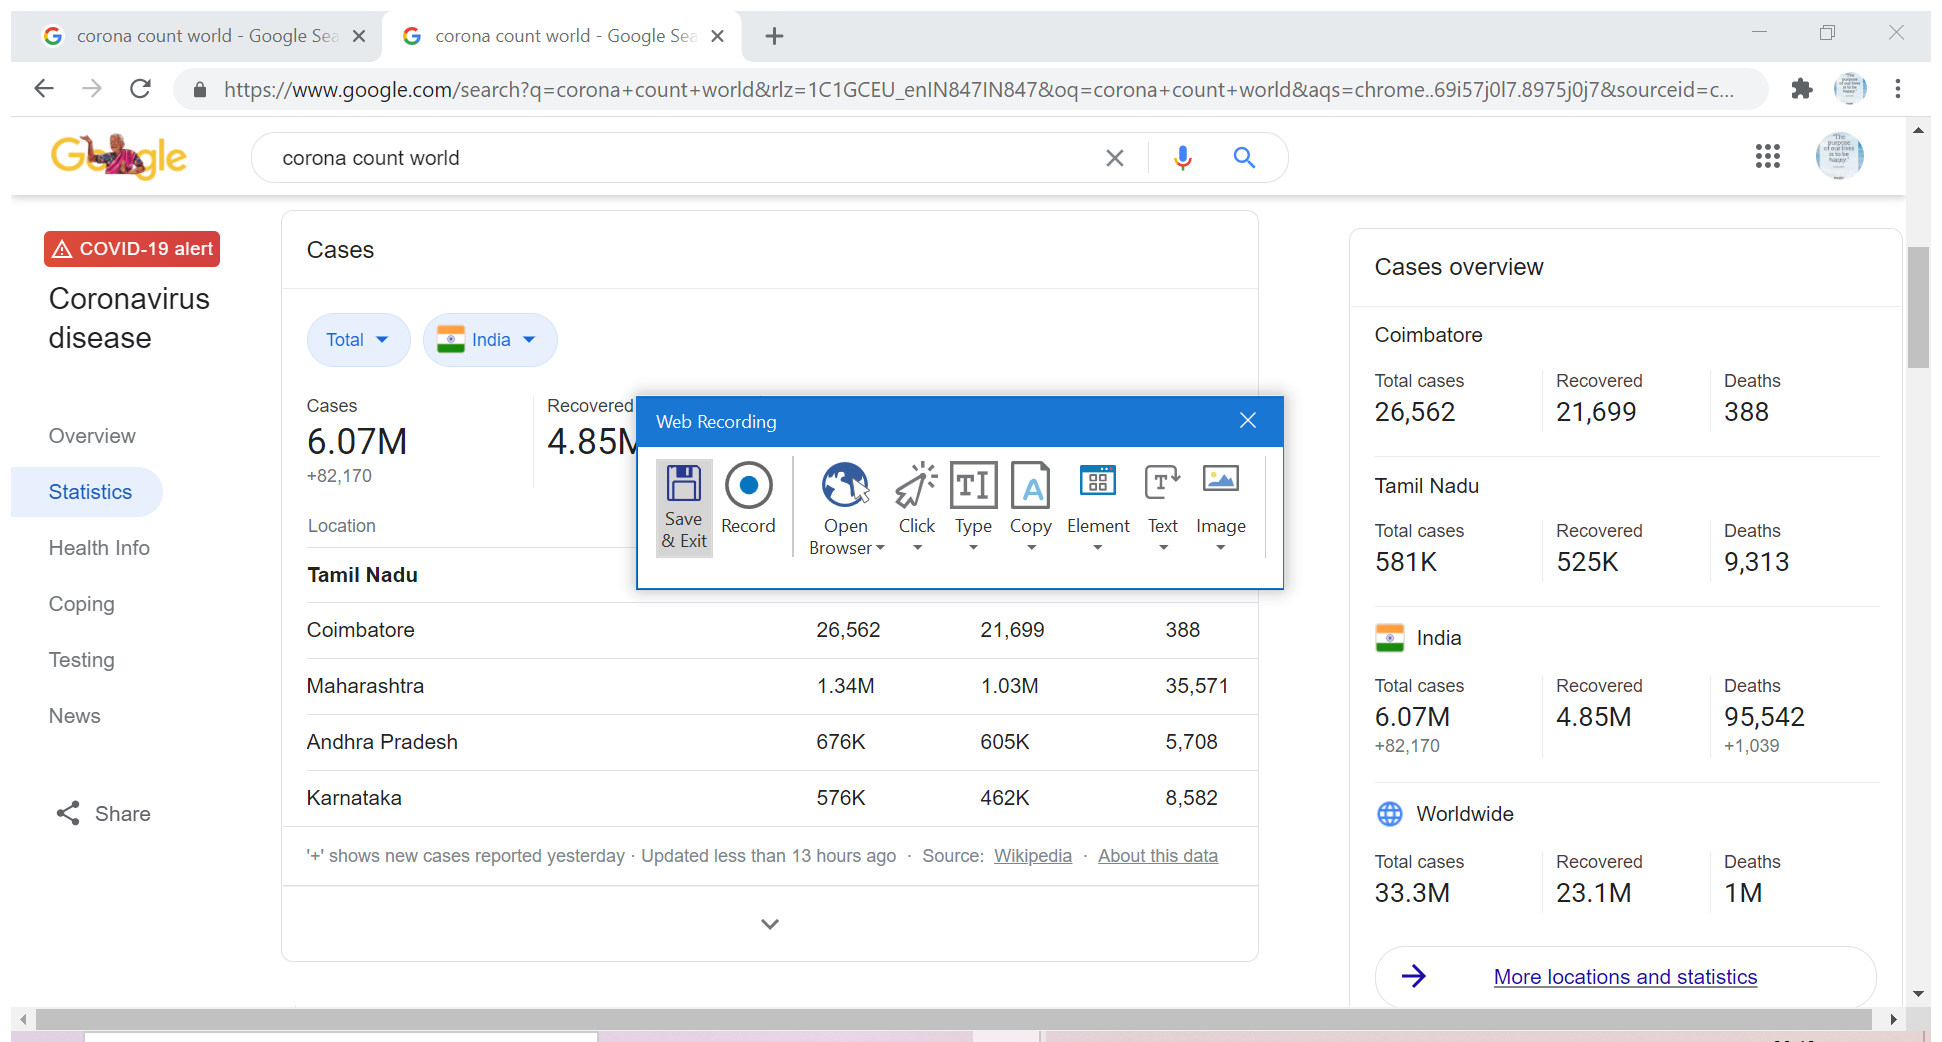 corona count world - Google Sea
corona count world - Google Sea
https://www.google.com/search?q=corona+count+world&rlz=1C1GCEU_enIN847IN847&oq=corona+count+world&aqs=chrome..69i57j0l7.8975j0j7&sourceid=c...
Google
corona count world
COVID-19 alert
Coronavirus
disease
Overview
Statistics
Health Info
Coping
Testing
News
Share
Cases
Total
India
Cases
6.07M
+82,170
Recovered
4.85M
Location
Tamil Nadu
Coimbatore 26,562 21,699 388
Maharashtra 1.34M 1.03M 35,571
Andhra Pradesh 676K 605K 5,708
Karnataka 576K 462K 8,582
'+' shows new cases reported yesterday · Updated less than 13 hours ago · Source: Wikipedia · About this data
Web Recording
Save
& Exit
Record
Open
Browser
Click
Type
Copy
Element
Text
Image
Cases overview
Coimbatore
Total cases Recovered Deaths
26,562 21,699 388
Tamil Nadu
Total cases Recovered Deaths
581K 525K 9,313
India
Total cases Recovered Deaths
6.07M 4.85M 95,542
+82,170 +1,039
Worldwide
Total cases Recovered Deaths
33.3M 23.1M 1M
More locations and statistics